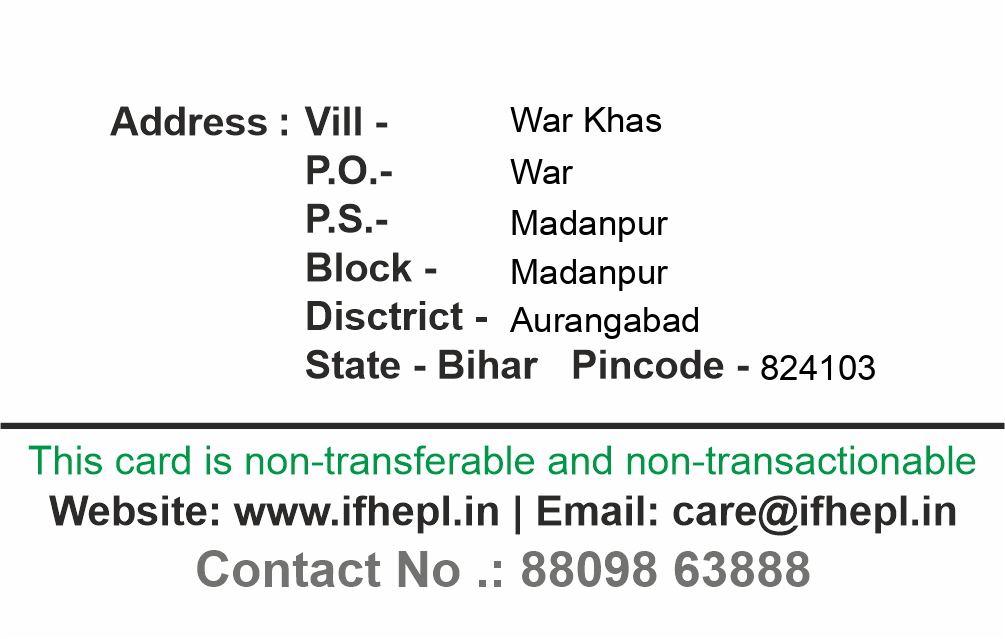 Address : Vill - War Khas
P.O.- War
P.S.- Madanpur
Block - Madanpur
Disctrict - Aurangabad
State - Bihar Pincode - 824103
This card is non-transferable and non-transactionable
Website: www.ifhepl.in | Email: care@ifhepl.in
Contact No .: 88098 63888